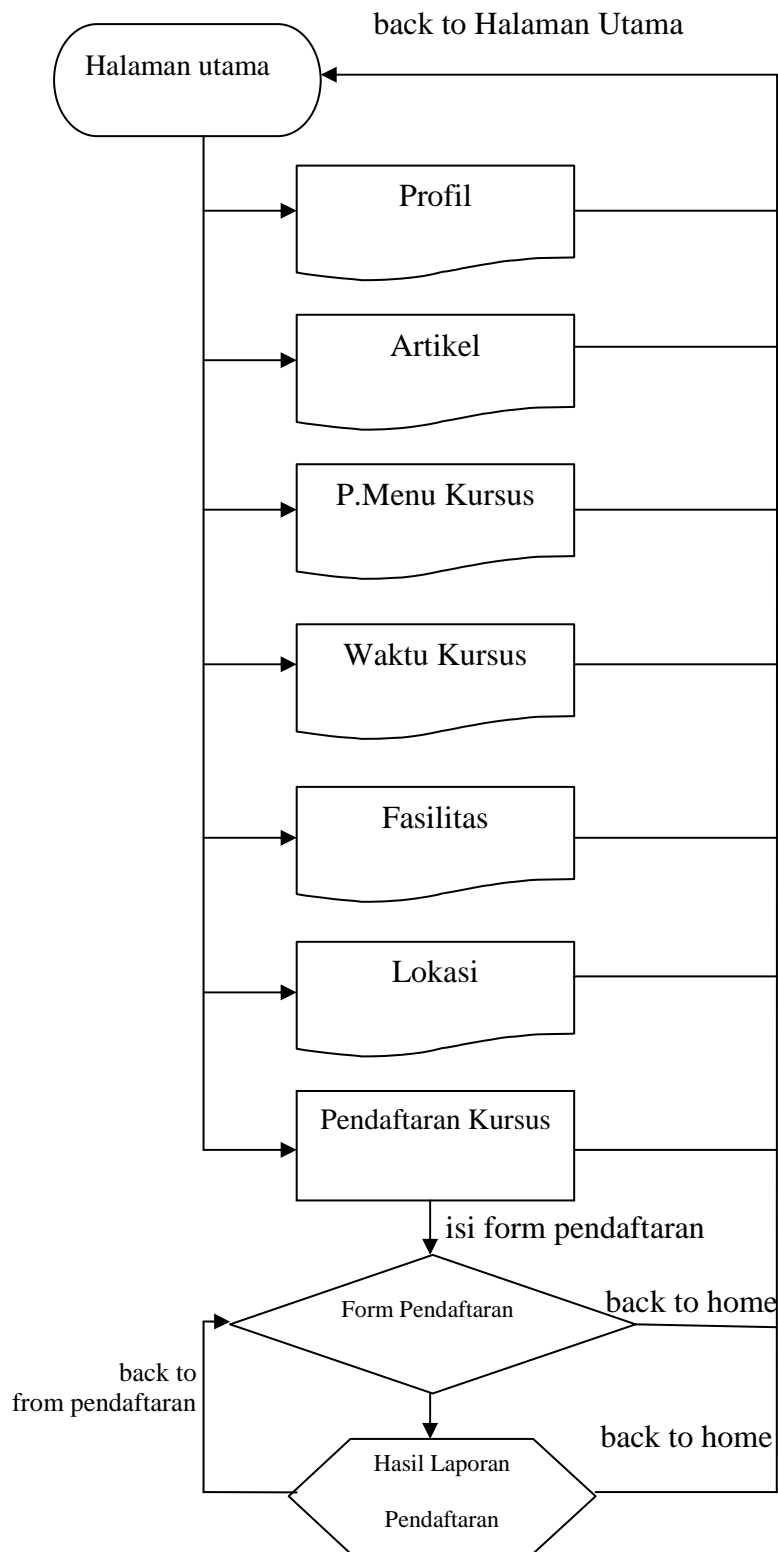 back to Halaman Utama
Halaman utama
Profil
Artikel
P.Menu Kursus
Waktu Kursus
Fasilitas
Lokasi
Pendaftaran Kursus
isi form pendaftaran
Form Pendaftaran
back to home
back to
from pendaftaran
back to home
Hasil Laporan
Pendaftaran